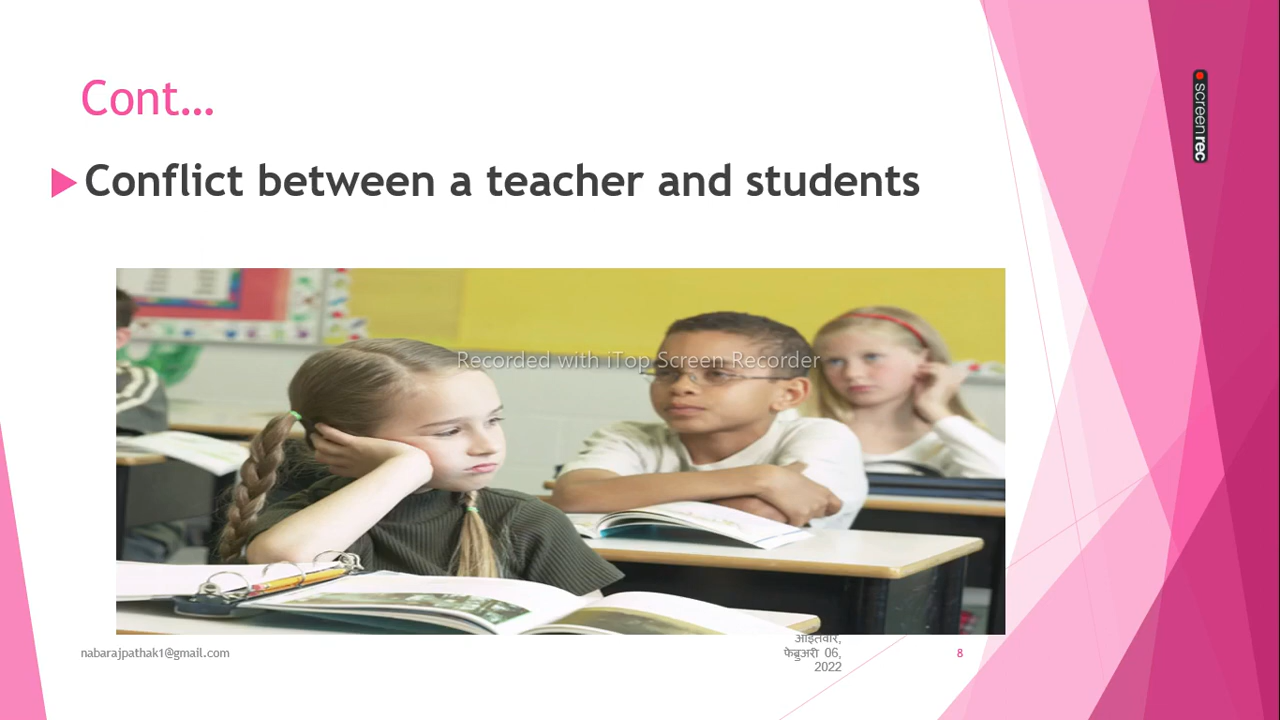 Cont…
Conflict between a teacher and students
Recorded with iTop Screen Recorder
nabarajpathak1@gmail.com
आइतवार,
फेब्रुअरी 06,
2022
8
screenrec